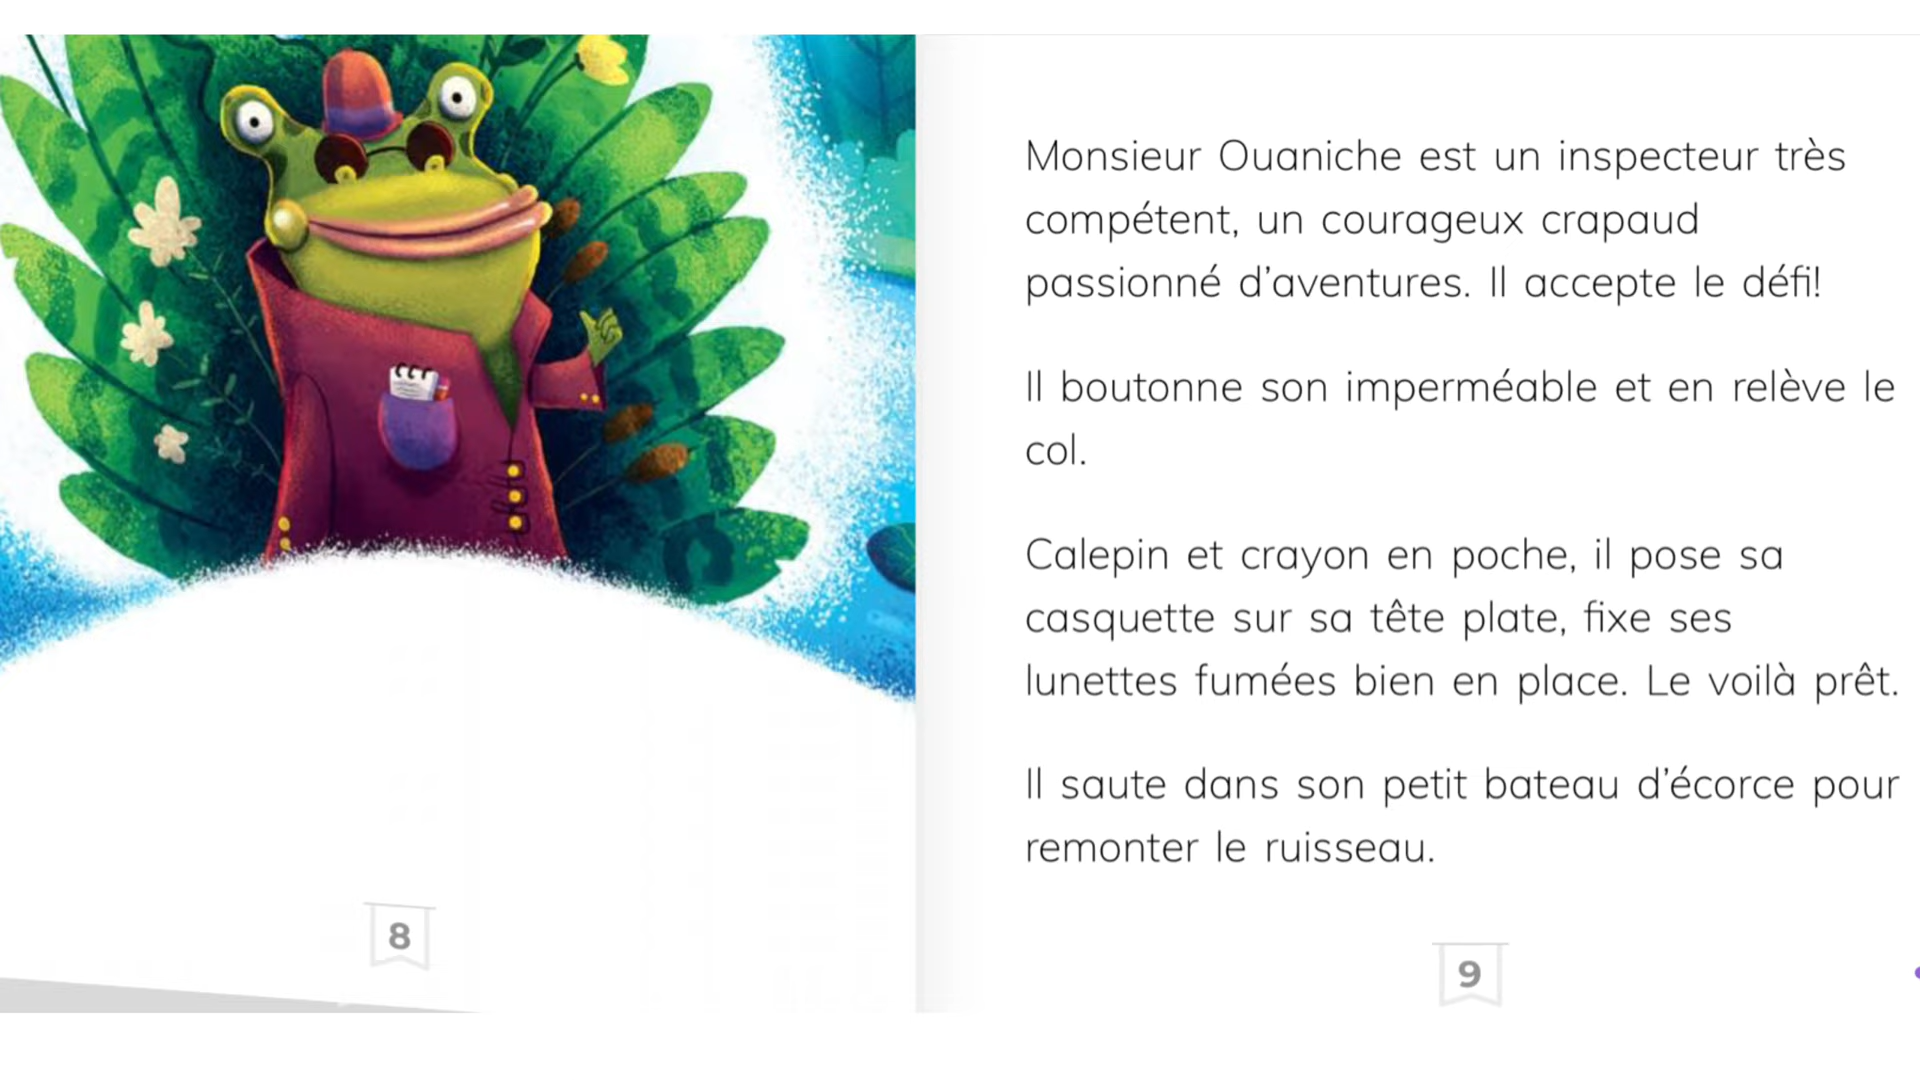 Monsieur Ouaniche est un inspecteur très
compétent, un courageux crapaud
passionné d'aventures. Il accepte le défi!
Il boutonne son imperméable et en relève le
col.
Calepin et crayon en poche, il pose sa
casquette sur sa tête plate, fixe ses
lunettes fumées bien en place. Le voilà prêt.
Il saute dans son petit bateau d'écorce pour
remonter le ruisseau.
8
9